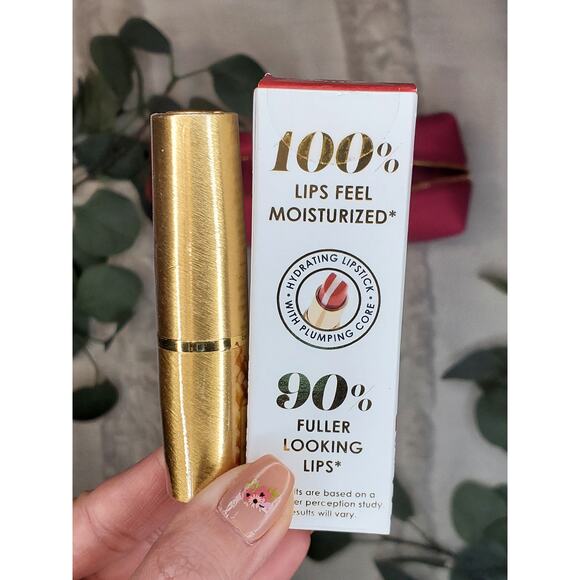 100%
LIPS FEEL
MOISTURIZED*
HYDRATING LIPSTICK
• WITH PLUMPING CORE •
90%
FULLER
LOOKING
LIPS*
are based on a
perception study
will vary.